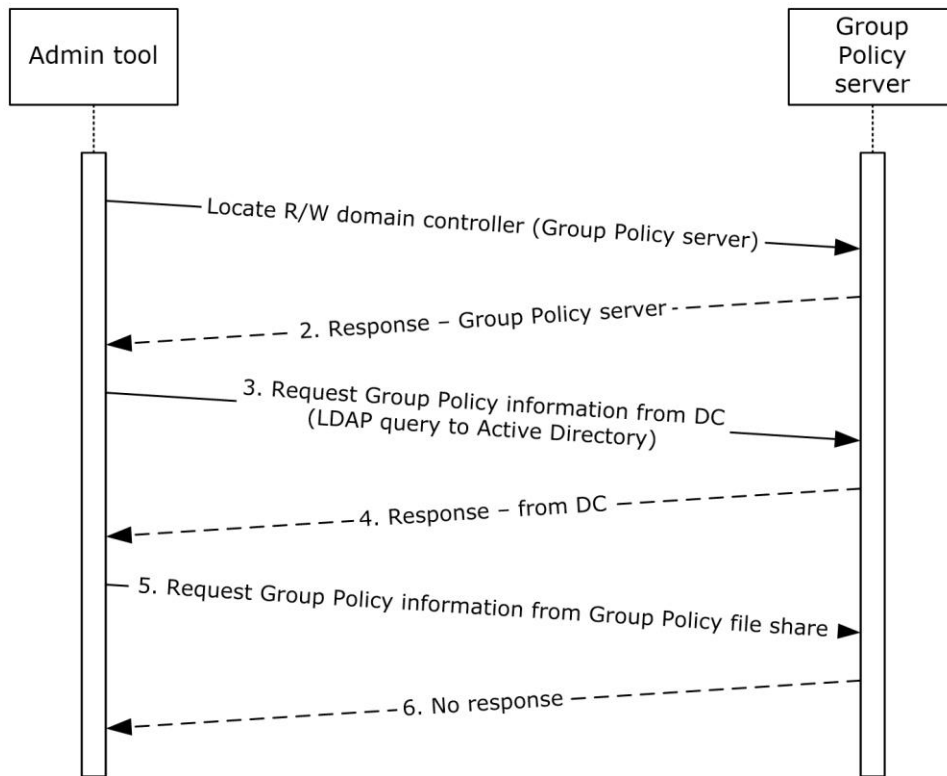 Admin tool
Group
Policy
server
Locate R/W domain controller (Group Policy server)
2. Response – Group Policy server
3. Request Group Policy information from DC
(LDAP query to Active Directory)
4. Response – from DC
5. Request Group Policy information from Group Policy file share
6. No response